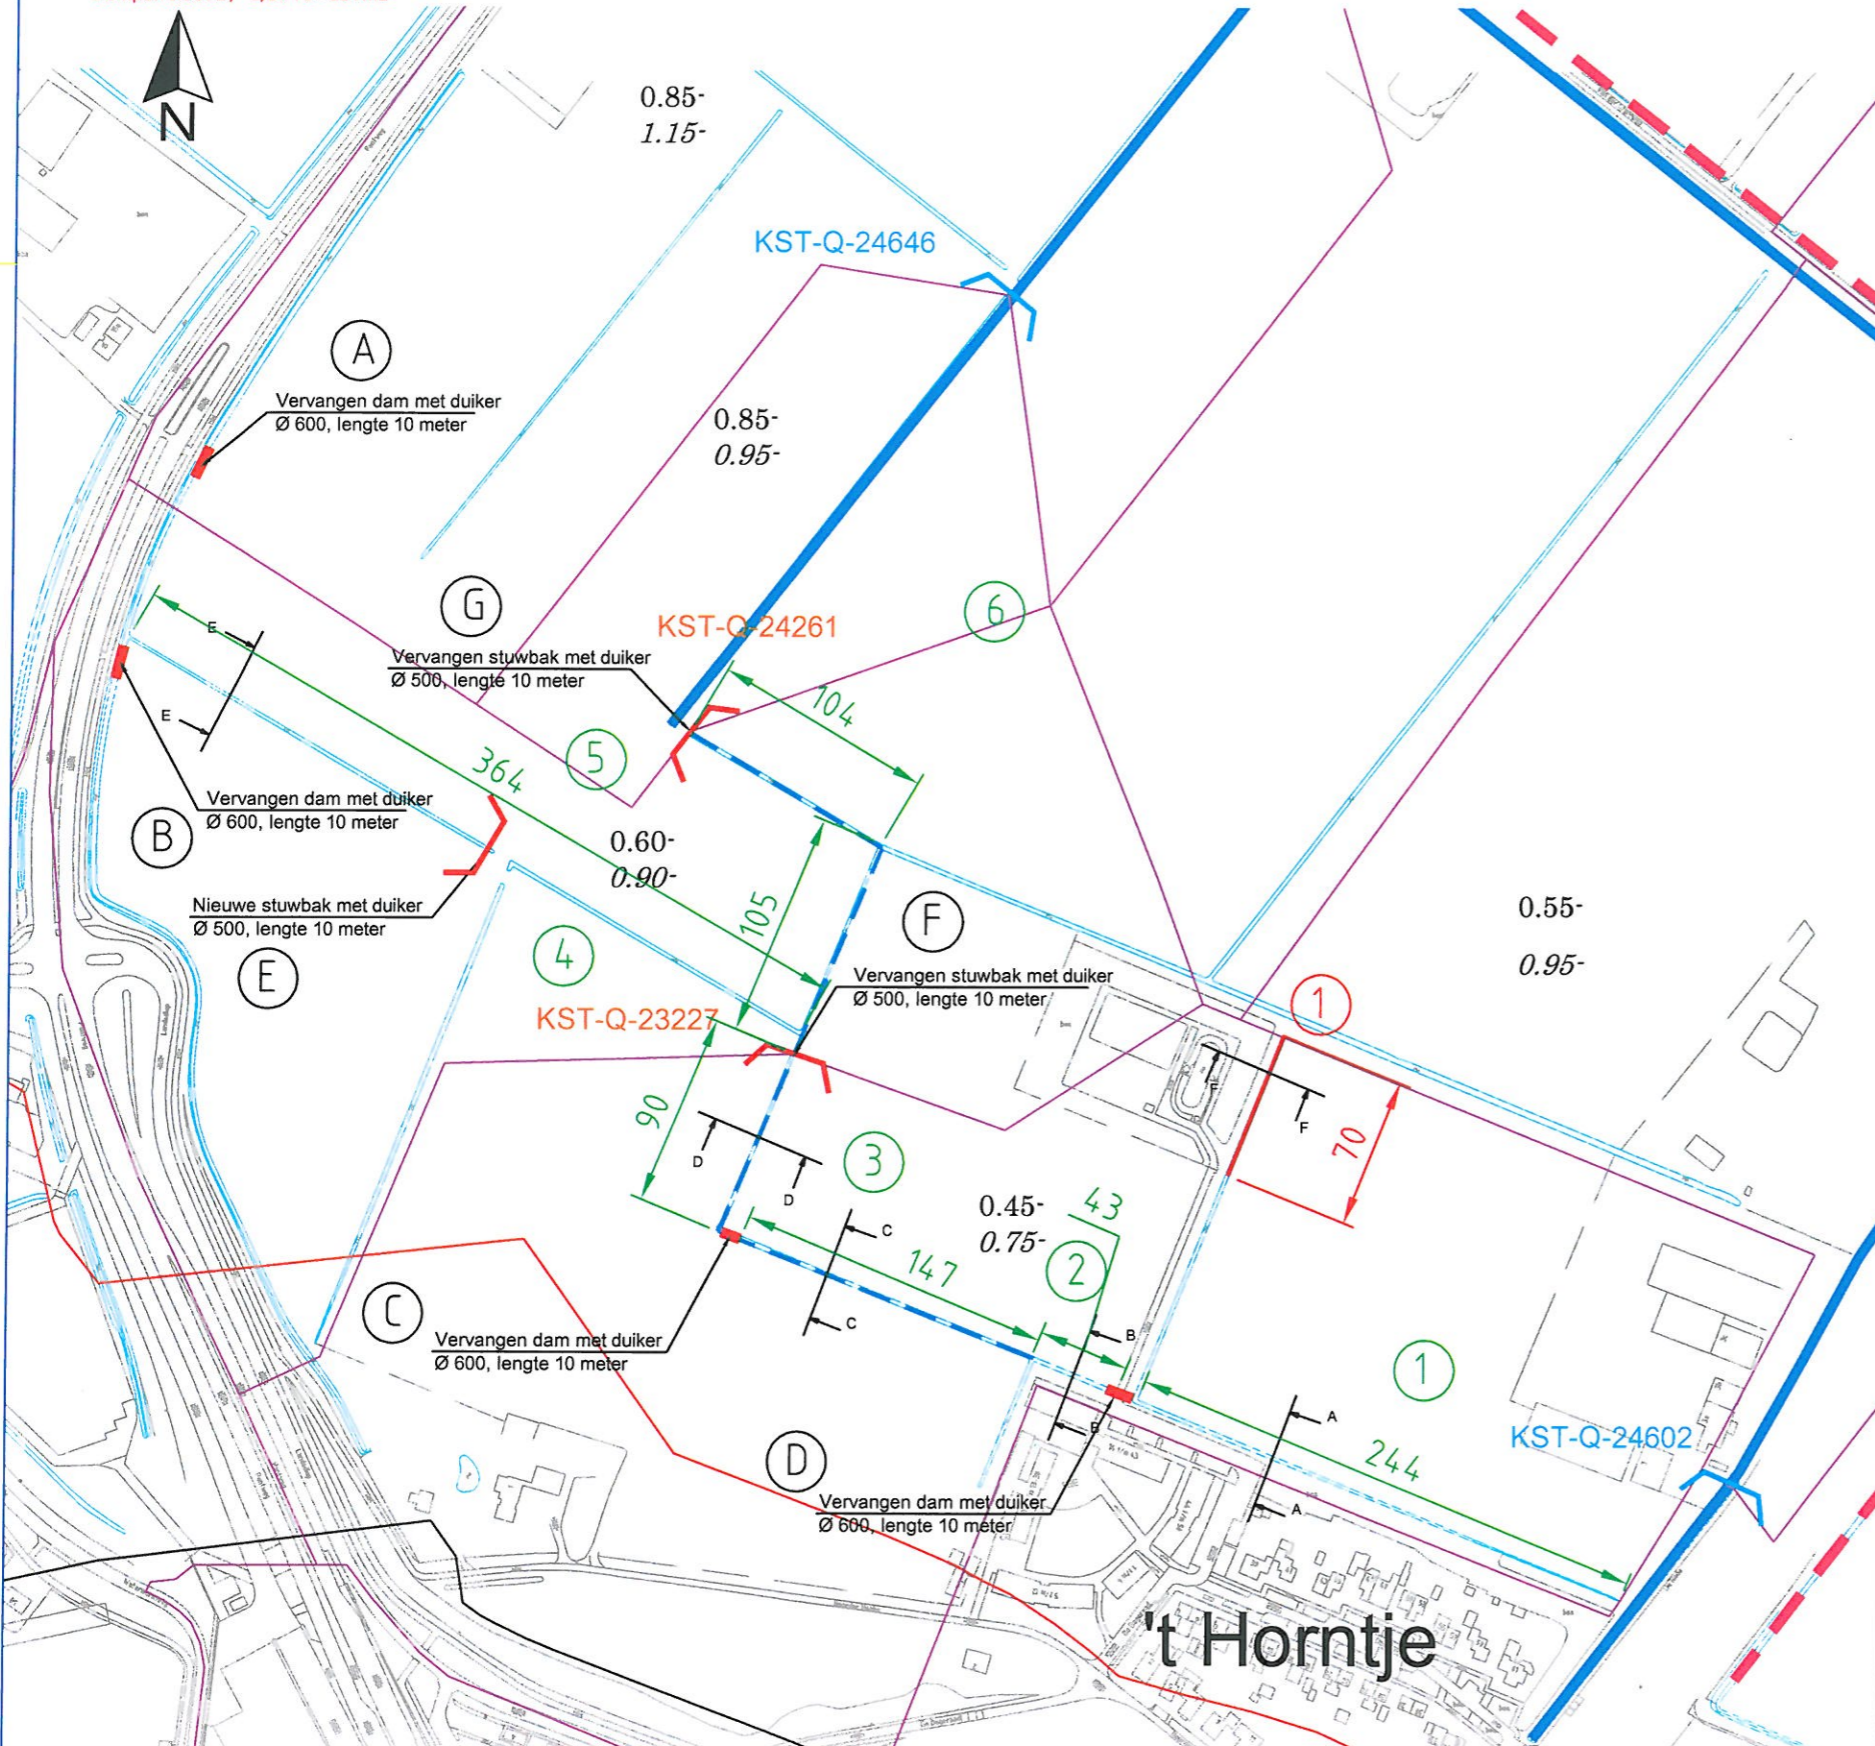 N
0.85-
1.15-
KST-Q-24646
A
Vervangen dam met duiker
Ø 600, lengte 10 meter
0.85-
0.95-
G
KST-Q-24261
Vervangen stuwbak met duiker
Ø 500, lengte 10 meter
6
104
E
E
364
5
B
Vervangen dam met duiker
Ø 600, lengte 10 meter
0.60-
0.90-
105
Nieuwe stuwbak met duiker
Ø 500, lengte 10 meter
E
4
F
Vervangen stuwbak met duiker
Ø 500, lengte 10 meter
0.55-
0.95-
KST-Q-23227
1
F
F
70
90
D
D
3
0.45-
0.75-
43
C
C
147
2
C
Vervangen dam met duiker
Ø 600, lengte 10 meter
B
B
1
A
A
244
KST-Q-24602
D
Vervangen dam met duiker
Ø 600, lengte 10 meter
't Horntje